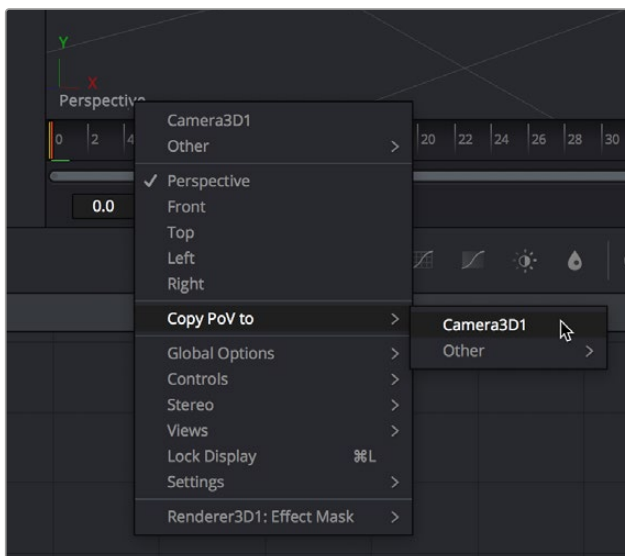 Y
X
Perspective
0 2 4 20 22 24 26 28 30
0.0
Camera3D1
Other >
✓ Perspective
Front
Top
Left
Right
Copy PoV to >
Camera3D1
Other >
Global Options >
Controls >
Stereo >
Views >
Lock Display ⌘L
Settings >
Renderer3D1: Effect Mask >